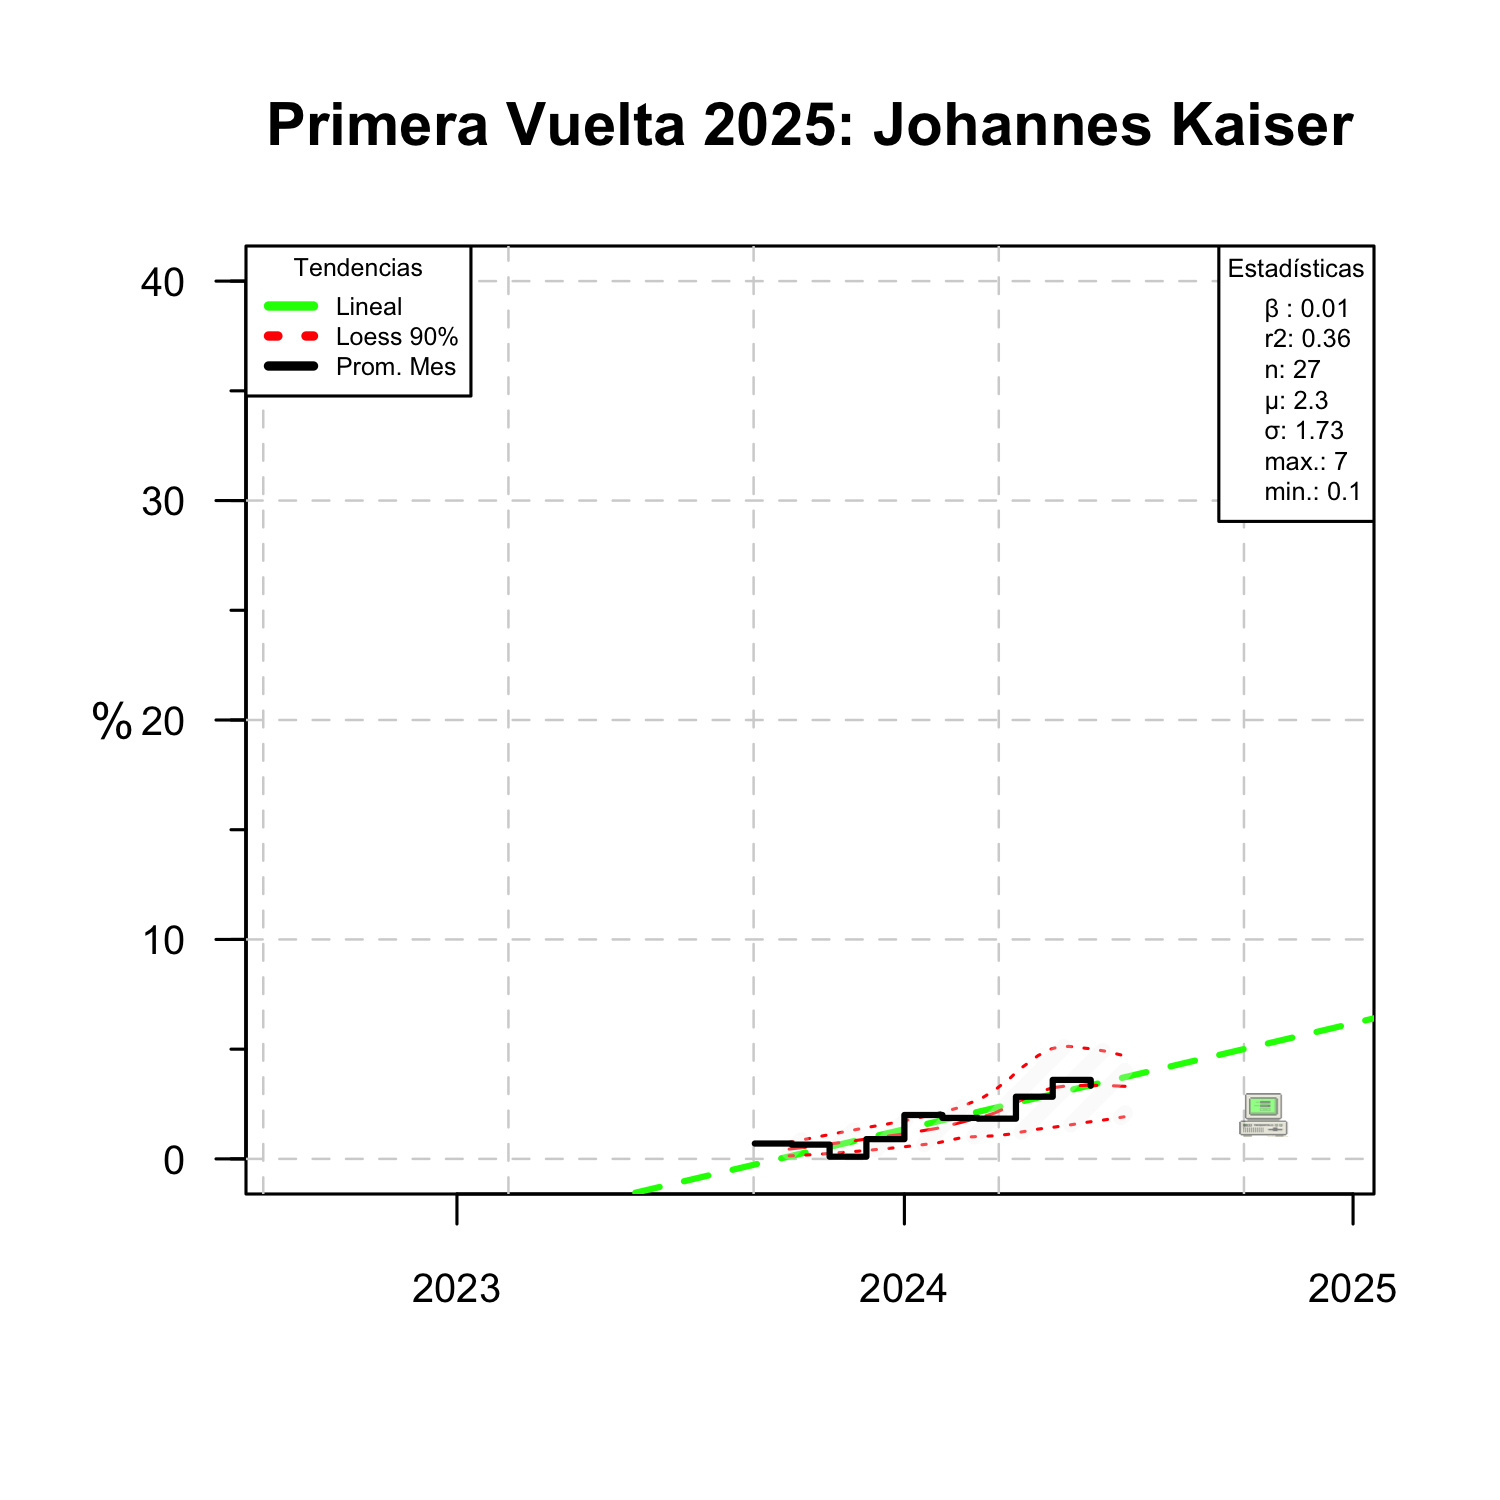 Primera Vuelta 2025: Johannes Kaiser
Tendencias
Lineal
Loess 90%
Prom. Mes
Estadísticas
β : 0.01
r2: 0.36
n: 27
μ: 2.3
σ: 1.73
max.: 7
min.: 0.1
40
30
% 20
10
0
2023 2024 2025